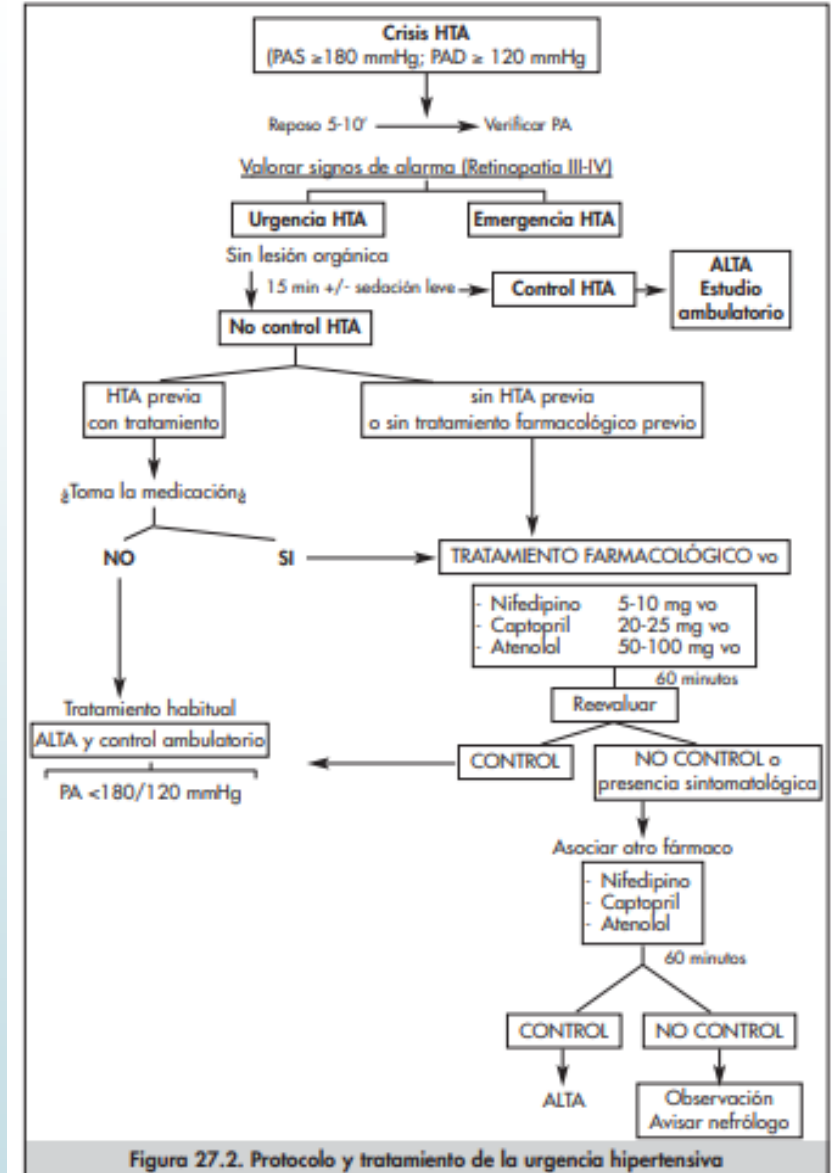 Crisis HTA
(PAS ≥180 mmHg; PAD ≥ 120 mmHg
Reposo 5-10'
Verificar PA
Valorar signos de alarma (Retinopatía III-IV)
Urgencia HTA
Emergencia HTA
Sin lesión orgánica
15 min +/- sedación leve
Control HTA
ALTA
Estudio
ambulatorio
No control HTA
HTA previa
con tratamiento
sin HTA previa
o sin tratamiento farmacológico previo
¿Toma la medicación¿
NO
SI
TRATAMIENTO FARMACOLÓGICO vo
- Nifedipino 5-10 mg vo
- Captopril 20-25 mg vo
- Atenolol 50-100 mg vo
60 minutos
Reevaluar
Tratamiento habitual
ALTA y control ambulatorio
PA <180/120 mmHg
CONTROL
NO CONTROL o
presencia sintomatológica
Asociar otro fármaco
- Nifedipino
- Captopril
- Atenolol
60 minutos
CONTROL
NO CONTROL
ALTA
Observación
Avisar nefrólogo
Figura 27.2. Protocolo y tratamiento de la urgencia hipertensiva